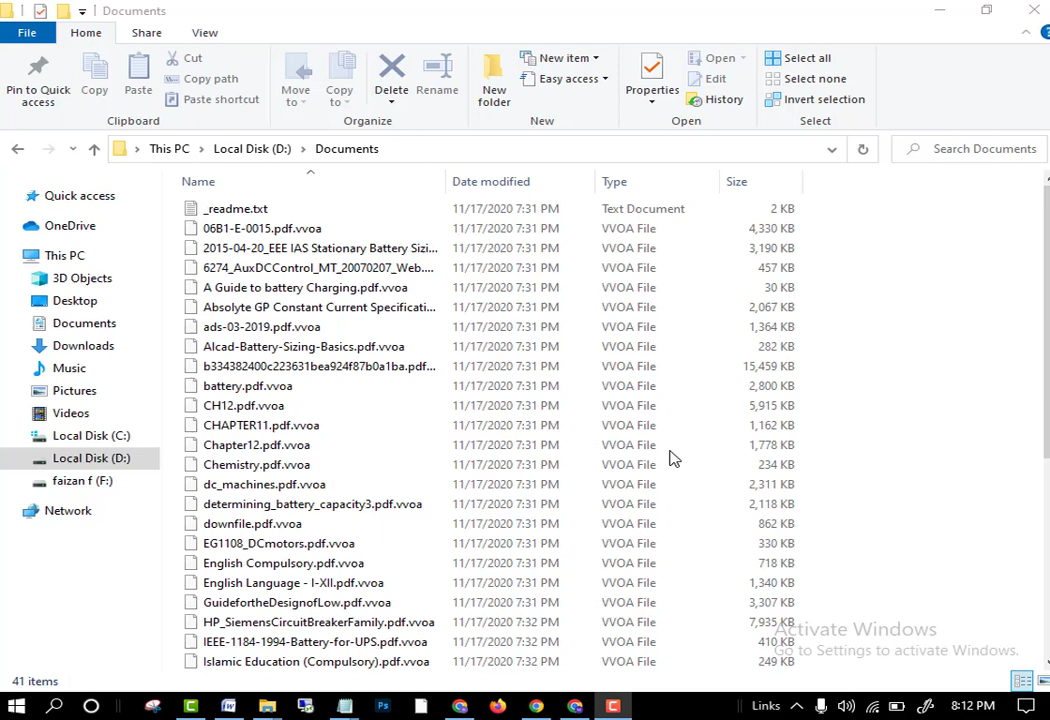 Documents
File Home Share View
Pin to Quick access
Copy
Paste
Cut
Copy path
Paste shortcut
Clipboard
Move to
Copy to
Delete
Rename
Organize
New folder
New item
Easy access
New
Properties
Open
Edit
History
Open
Select all
Select none
Invert selection
Select
This PC Local Disk (D:) Documents
Search Documents
Quick access
OneDrive
This PC
3D Objects
Desktop
Documents
Downloads
Music
Pictures
Videos
Local Disk (C:)
Local Disk (D:)
faizan f (F:)
Network
Name Date modified Type Size
_readme.txt 11/17/2020 7:31 PM Text Document 2 KB
06B1-E-0015.pdf.vvoa 11/17/2020 7:31 PM VVOA File 4,330 KB
2015-04-20_EEE IAS Stationary Battery Sizi... 11/17/2020 7:31 PM VVOA File 3,190 KB
6274_AuxDCControl_MT_20070207_Web.... 11/17/2020 7:31 PM VVOA File 457 KB
A Guide to battery Charging.pdf.vvoa 11/17/2020 7:31 PM VVOA File 30 KB
Absolyte GP Constant Current Specificati... 11/17/2020 7:31 PM VVOA File 2,067 KB
ads-03-2019.pdf.vvoa 11/17/2020 7:31 PM VVOA File 1,364 KB
Alcad-Battery-Sizing-Basics.pdf.vvoa 11/17/2020 7:31 PM VVOA File 282 KB
b334382400c223631bea924f87b0a1ba.pdf... 11/17/2020 7:31 PM VVOA File 15,459 KB
battery.pdf.vvoa 11/17/2020 7:31 PM VVOA File 2,800 KB
CH12.pdf.vvoa 11/17/2020 7:31 PM VVOA File 5,915 KB
CHAPTER11.pdf.vvoa 11/17/2020 7:31 PM VVOA File 1,162 KB
Chapter12.pdf.vvoa 11/17/2020 7:31 PM VVOA File 1,778 KB
Chemistry.pdf.vvoa 11/17/2020 7:31 PM VVOA File 234 KB
dc_machines.pdf.vvoa 11/17/2020 7:31 PM VVOA File 2,311 KB
determining_battery_capacity3.pdf.vvoa 11/17/2020 7:31 PM VVOA File 2,118 KB
downfile.pdf.vvoa 11/17/2020 7:31 PM VVOA File 862 KB
EG1108_DCmotors.pdf.vvoa 11/17/2020 7:31 PM VVOA File 330 KB
English Compulsory.pdf.vvoa 11/17/2020 7:31 PM VVOA File 718 KB
English Language - I-XII.pdf.vvoa 11/17/2020 7:31 PM VVOA File 1,340 KB
GuidefortheDesignofLow.pdf.vvoa 11/17/2020 7:31 PM VVOA File 3,307 KB
HP_SiemensCircuitBreakerFamily.pdf.vvoa 11/17/2020 7:32 PM VVOA File 7,935 KB
IEEE-1184-1994-Battery-for-UPS.pdf.vvoa 11/17/2020 7:32 PM VVOA File 410 KB
Islamic Education (Compulsory).pdf.vvoa 11/17/2020 7:32 PM VVOA File 249 KB
Activate Windows
Go to Settings to activate Windows.
41 items
Links 8:12 PM